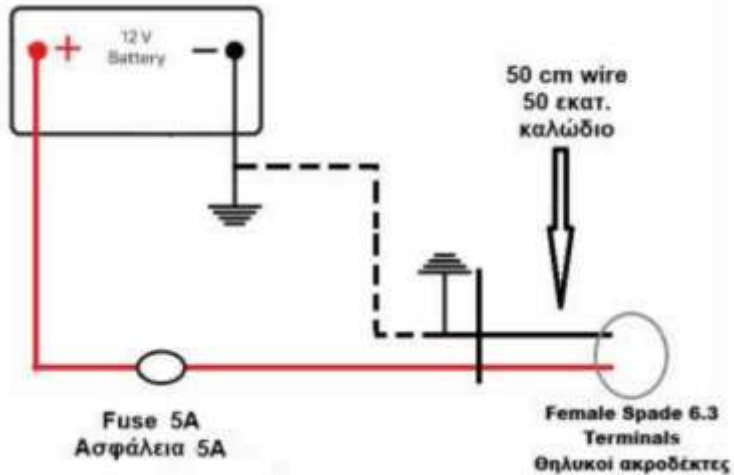 + 12 V −
Battery
50 cm wire
50 εκατ.
καλώδιο
Fuse 5A
Ασφάλεια 5A
Female Spade 6.3
Terminals
Θηλυκοί ακροδέκτες